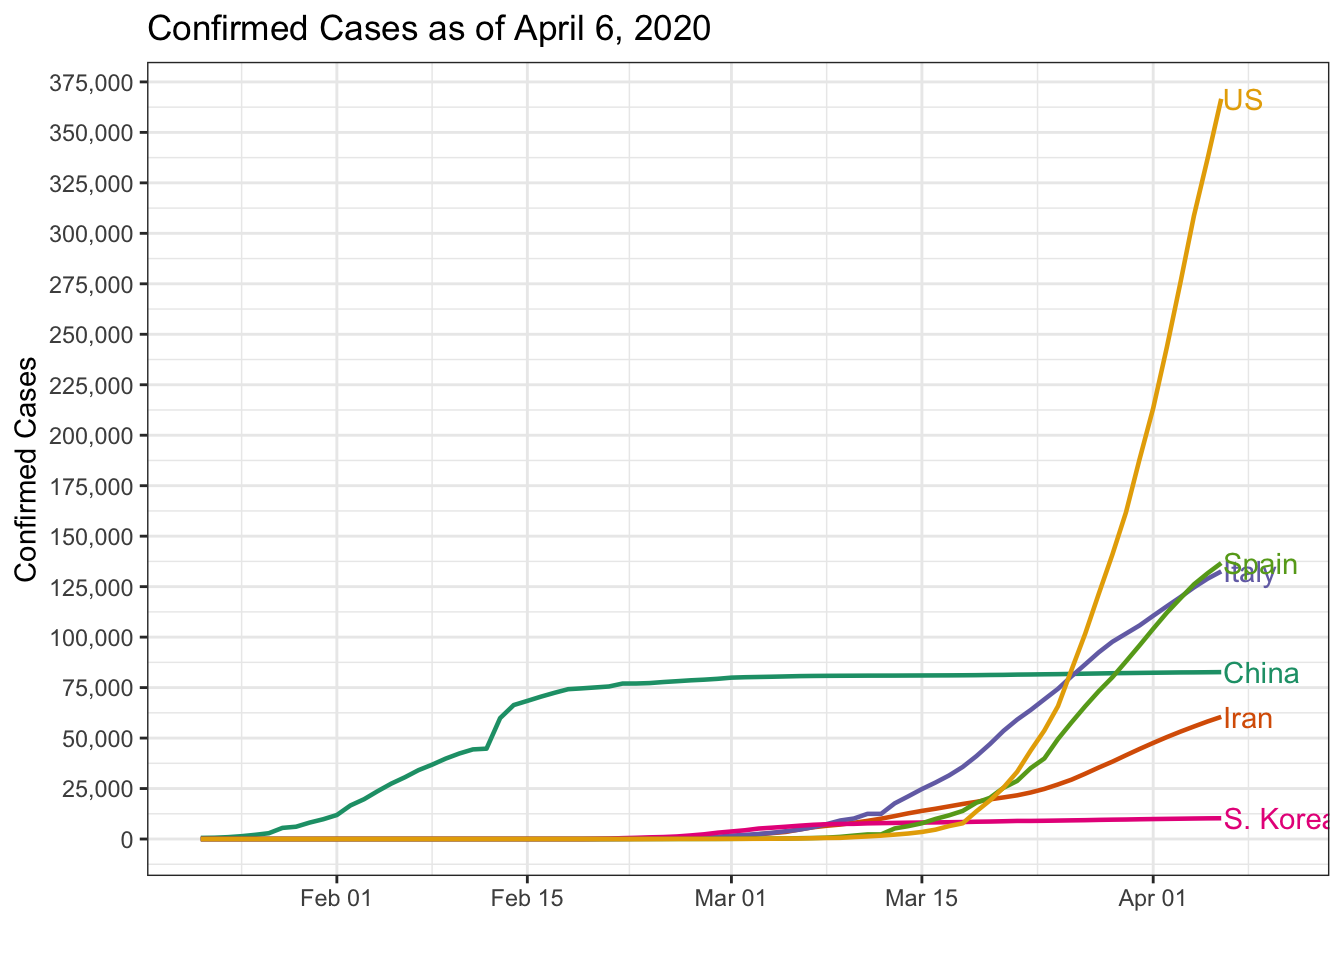 Confirmed Cases as of April 6, 2020
Confirmed Cases
375,000
350,000
325,000
300,000
275,000
250,000
225,000
200,000
175,000
150,000
125,000
100,000
75,000
50,000
25,000
0
US
Spain
Italy
China
Iran
S. Korea
Feb 01
Feb 15
Mar 01
Mar 15
Apr 01